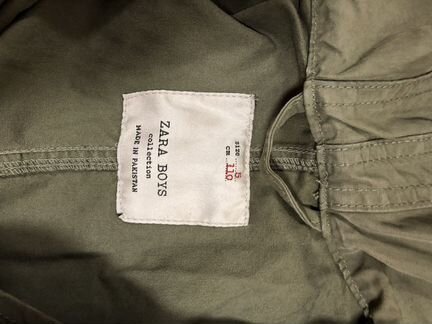 ZARA BOYS
collection
MADE IN PAKISTAN
SIZE.....5
CM...110